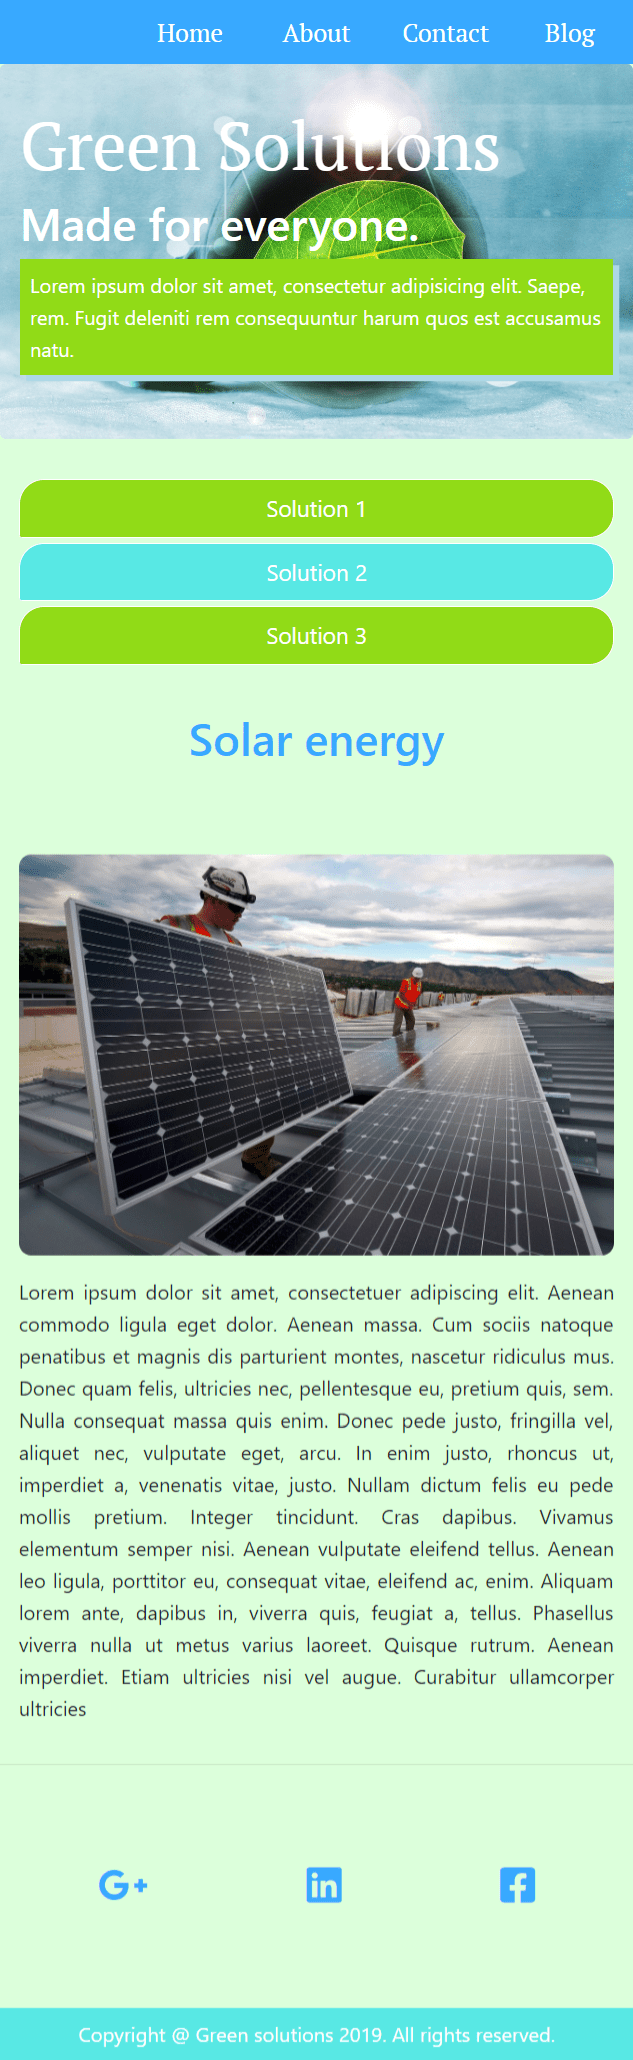 Home About Contact Blog
Green Solutions
Made for everyone.
Lorem ipsum dolor sit amet, consectetur adipisicing elit. Saepe,
rem. Fugit deleniti rem consequuntur harum quos est accusamus
natu.
Solution 1
Solution 2
Solution 3
Solar energy
Lorem ipsum dolor sit amet, consectetuer adipiscing elit. Aenean
commodo ligula eget dolor. Aenean massa. Cum sociis natoque
penatibus et magnis dis parturient montes, nascetur ridiculus mus.
Donec quam felis, ultricies nec, pellentesque eu, pretium quis, sem.
Nulla consequat massa quis enim. Donec pede justo, fringilla vel,
aliquet nec, vulputate eget, arcu. In enim justo, rhoncus ut,
imperdiet a, venenatis vitae, justo. Nullam dictum felis eu pede
mollis pretium. Integer tincidunt. Cras dapibus. Vivamus
elementum semper nisi. Aenean vulputate eleifend tellus. Aenean
leo ligula, porttitor eu, consequat vitae, eleifend ac, enim. Aliquam
lorem ante, dapibus in, viverra quis, feugiat a, tellus. Phasellus
viverra nulla ut metus varius laoreet. Quisque rutrum. Aenean
imperdiet. Etiam ultricies nisi vel augue. Curabitur ullamcorper
ultricies
G+ in f
Copyright @ Green solutions 2019. All rights reserved.